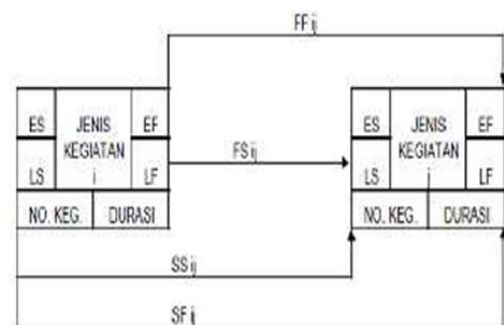 FF ij
ES JENIS KEGIATAN i EF
LS LF
NO. KEG. DURASI
FS ij
ES JENIS KEGIATAN j EF
LS LF
NO. KEG. DURASI
SS ij
SF ij